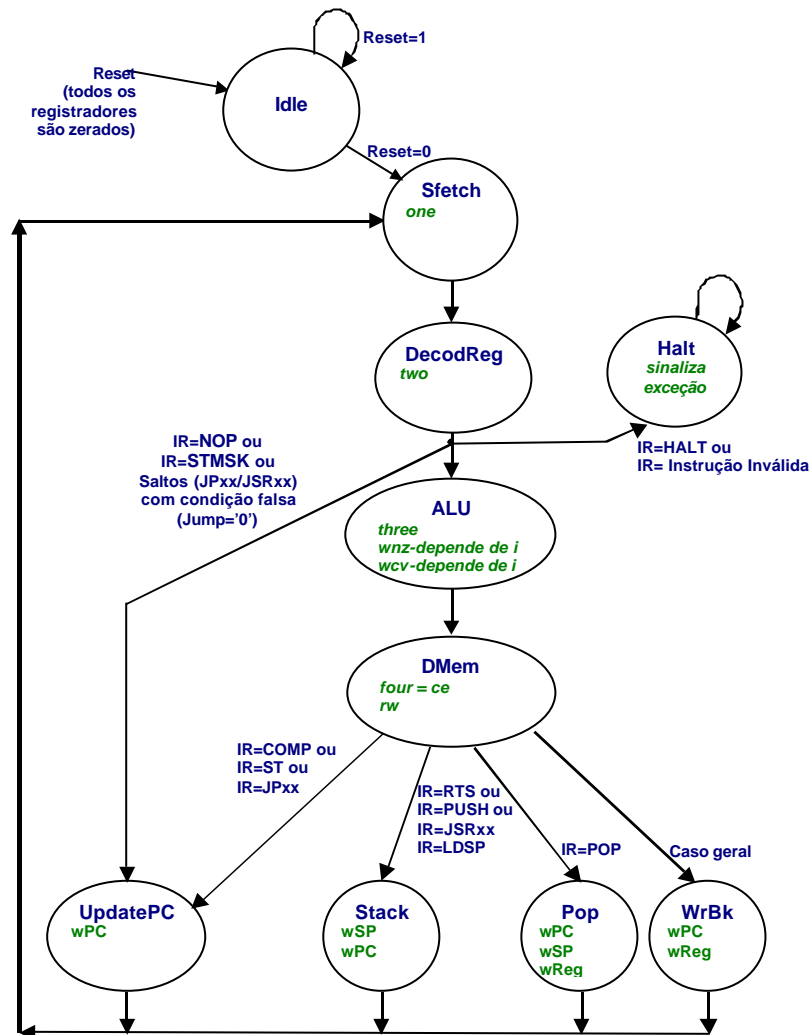 Reset=1
Reset
(todos os
registradores
são zerados)
Idle
Reset=0
Sfetch
one
DecodReg
two
Halt
sinaliza
exceção
IR=NOP ou
IR=STMSK ou
Saltos (JPxx/JSRxx)
com condição falsa
(Jump='0')
IR=HALT ou
IR= Instrução Inválida
ALU
three
wnz-depende de i
wcv-depende de i
DMem
four = ce
rw
IR=COMP ou
IR=ST ou
IR=JPxx
IR=RTS ou
IR=PUSH ou
IR=JSRxx
IR=LDSP
IR=POP
Caso geral
UpdatePC
wPC
Stack
wSP
wPC
Pop
wPC
wSP
wReg
WrBk
wPC
wReg